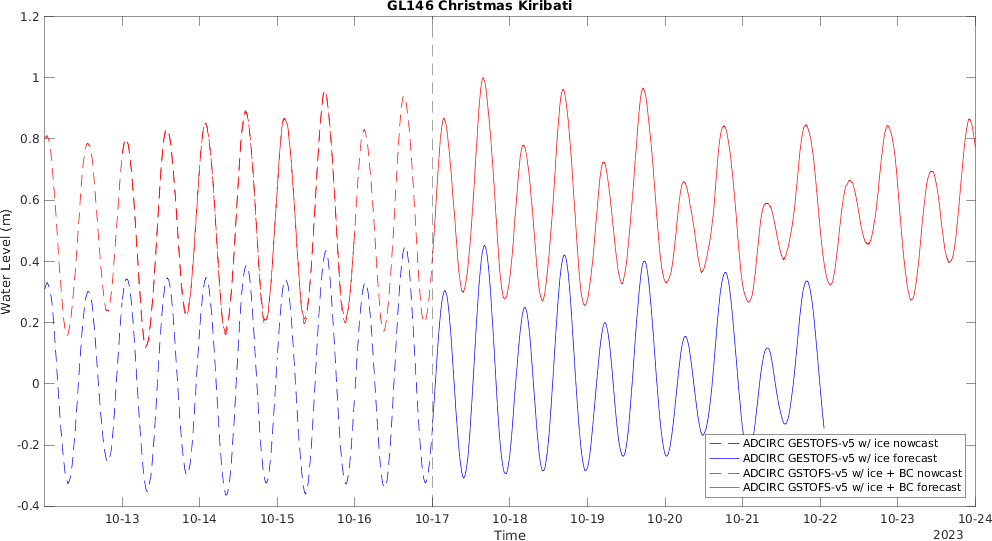 GL146 Christmas Kiribati
1.2
1
0.8
0.6
0.4
0.2
0
-0.2
-0.4
Water Level (m)
ADCIRC GESTOFS-v5 w/ ice nowcast
ADCIRC GESTOFS-v5 w/ ice forecast
ADCIRC GSTOFS-v5 w/ ice + BC nowcast
ADCIRC GSTOFS-v5 w/ ice + BC forecast
10-13 10-14 10-15 10-16 10-17 10-18 10-19 10-20 10-21 10-22 10-23 10-24
Time
2023